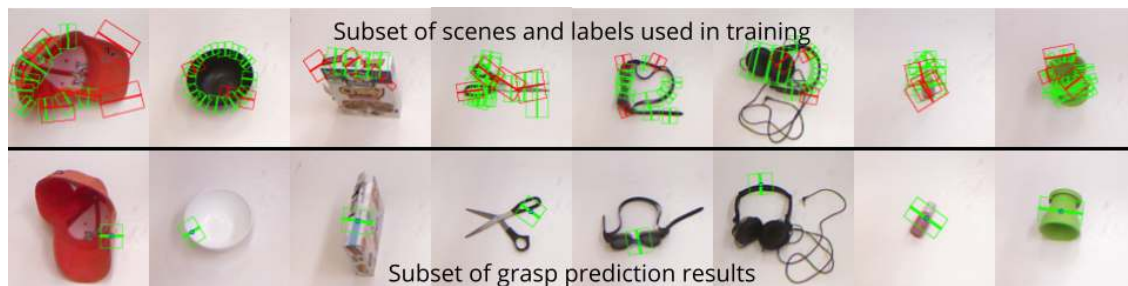 Subset of scenes and labels used in training
Subset of grasp prediction results